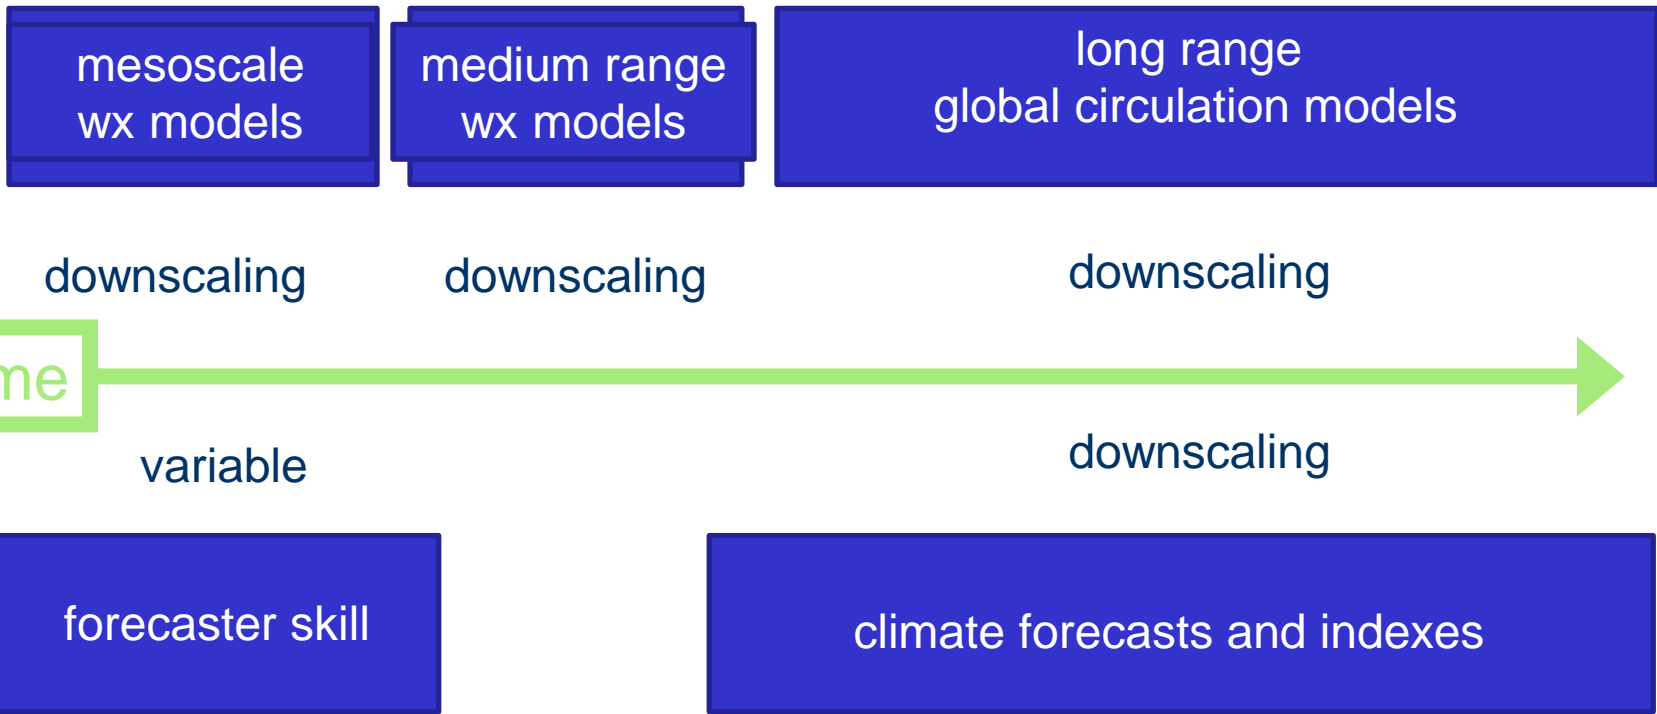 mesoscale
wx models
medium range
wx models
long range
global circulation models
downscaling
downscaling
downscaling
me
variable
downscaling
forecaster skill
climate forecasts and indexes